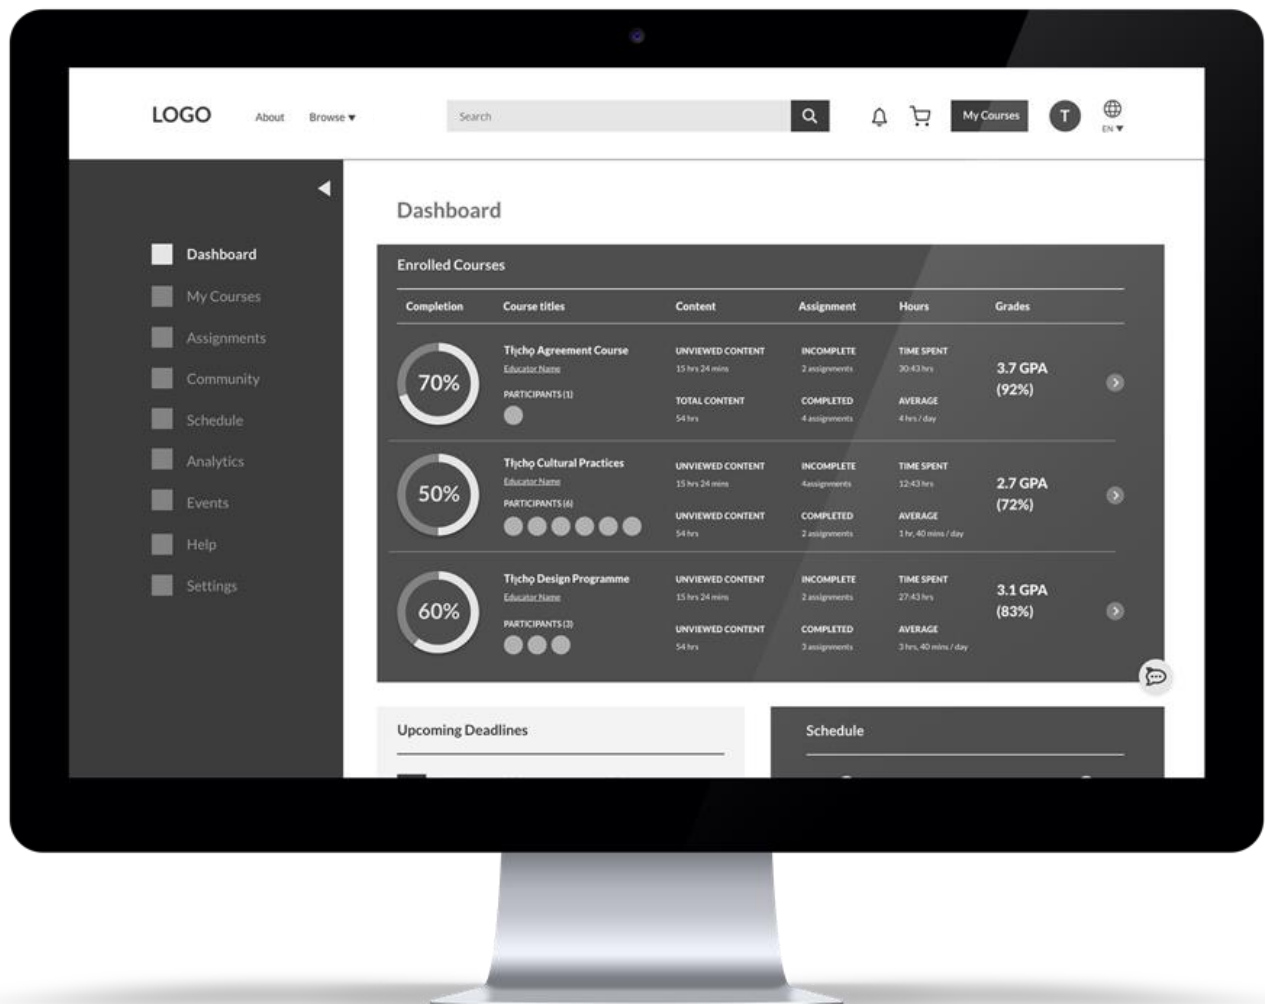 LOGO
About
Browse ▼
Search
My Courses
T
EN ▼
Dashboard
My Courses
Assignments
Community
Schedule
Analytics
Events
Help
Settings
Dashboard
Enrolled Courses
Completion Course titles Content Assignment Hours Grades
70%
Tłı̨chǫ Agreement Course
Educator Name
PARTICIPANTS (1)
UNVIEWED CONTENT
15 hrs 24 mins
TOTAL CONTENT
54 hrs
INCOMPLETE
2 assignments
COMPLETED
4 assignments
TIME SPENT
30:43 hrs
AVERAGE
4 hrs / day
3.7 GPA
(92%)
50%
Tłı̨chǫ Cultural Practices
Educator Name
PARTICIPANTS (6)
UNVIEWED CONTENT
15 hrs 24 mins
UNVIEWED CONTENT
54 hrs
INCOMPLETE
4assignments
COMPLETED
2 assignments
TIME SPENT
12:43 hrs
AVERAGE
1 hr, 40 mins / day
2.7 GPA
(72%)
60%
Tłı̨chǫ Design Programme
Educator Name
PARTICIPANTS (3)
UNVIEWED CONTENT
15 hrs 24 mins
UNVIEWED CONTENT
54 hrs
INCOMPLETE
2 assignments
COMPLETED
3 assignments
TIME SPENT
27:43 hrs
AVERAGE
3 hrs, 40 mins / day
3.1 GPA
(83%)
Upcoming Deadlines
Schedule